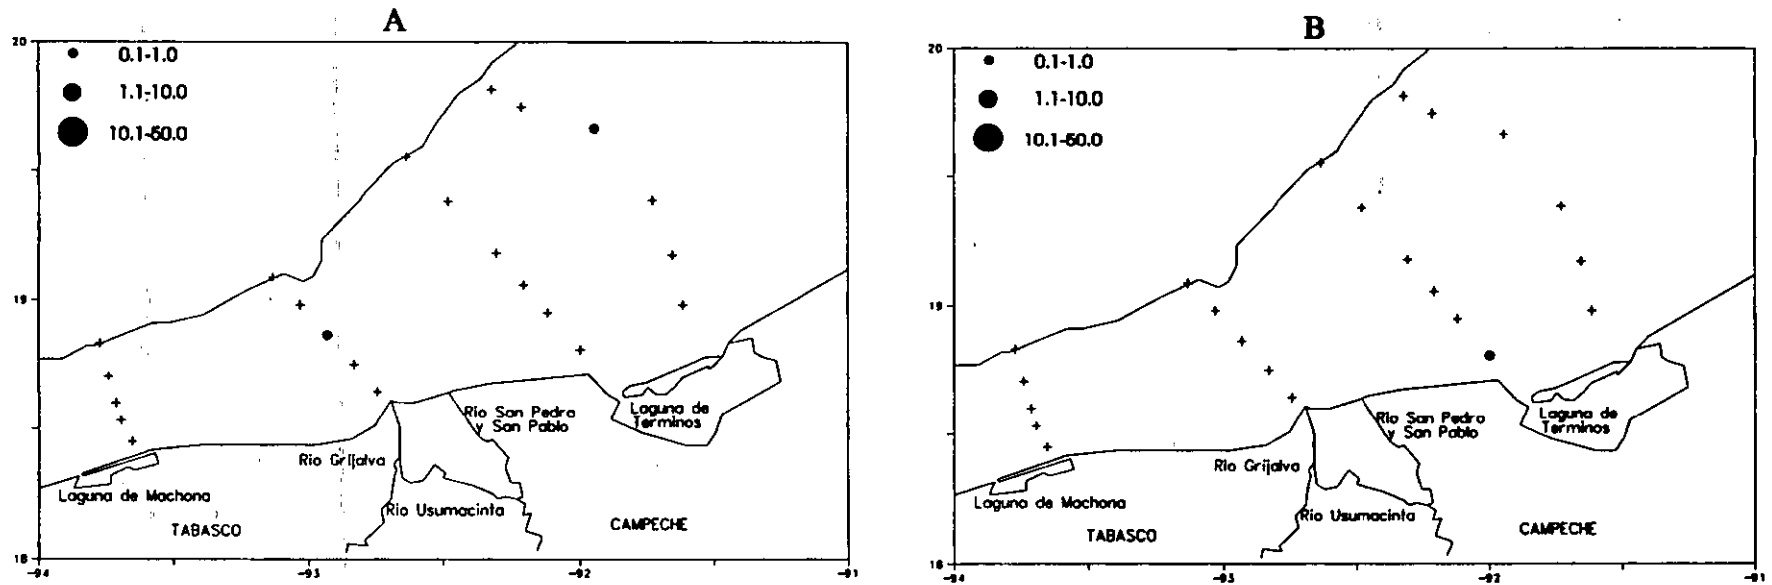 A
20
0.1-1.0
1.1-10.0
10.1-50.0
19
Rio San Pedro
y San Pablo
Laguna de
Terminos
Rio Grijalva
Laguna de Machona
Rio Usumacinta
TABASCO
CAMPECHE
18
-94
-93
-92
-91
B
20
0.1-1.0
1.1-10.0
10.1-50.0
19
Rio San Pedro
y San Pablo
Laguna de
Terminos
Rio Grijalva
Laguna de Machona
Rio Usumacinta
TABASCO
CAMPECHE
18
-94
-93
-92
-91